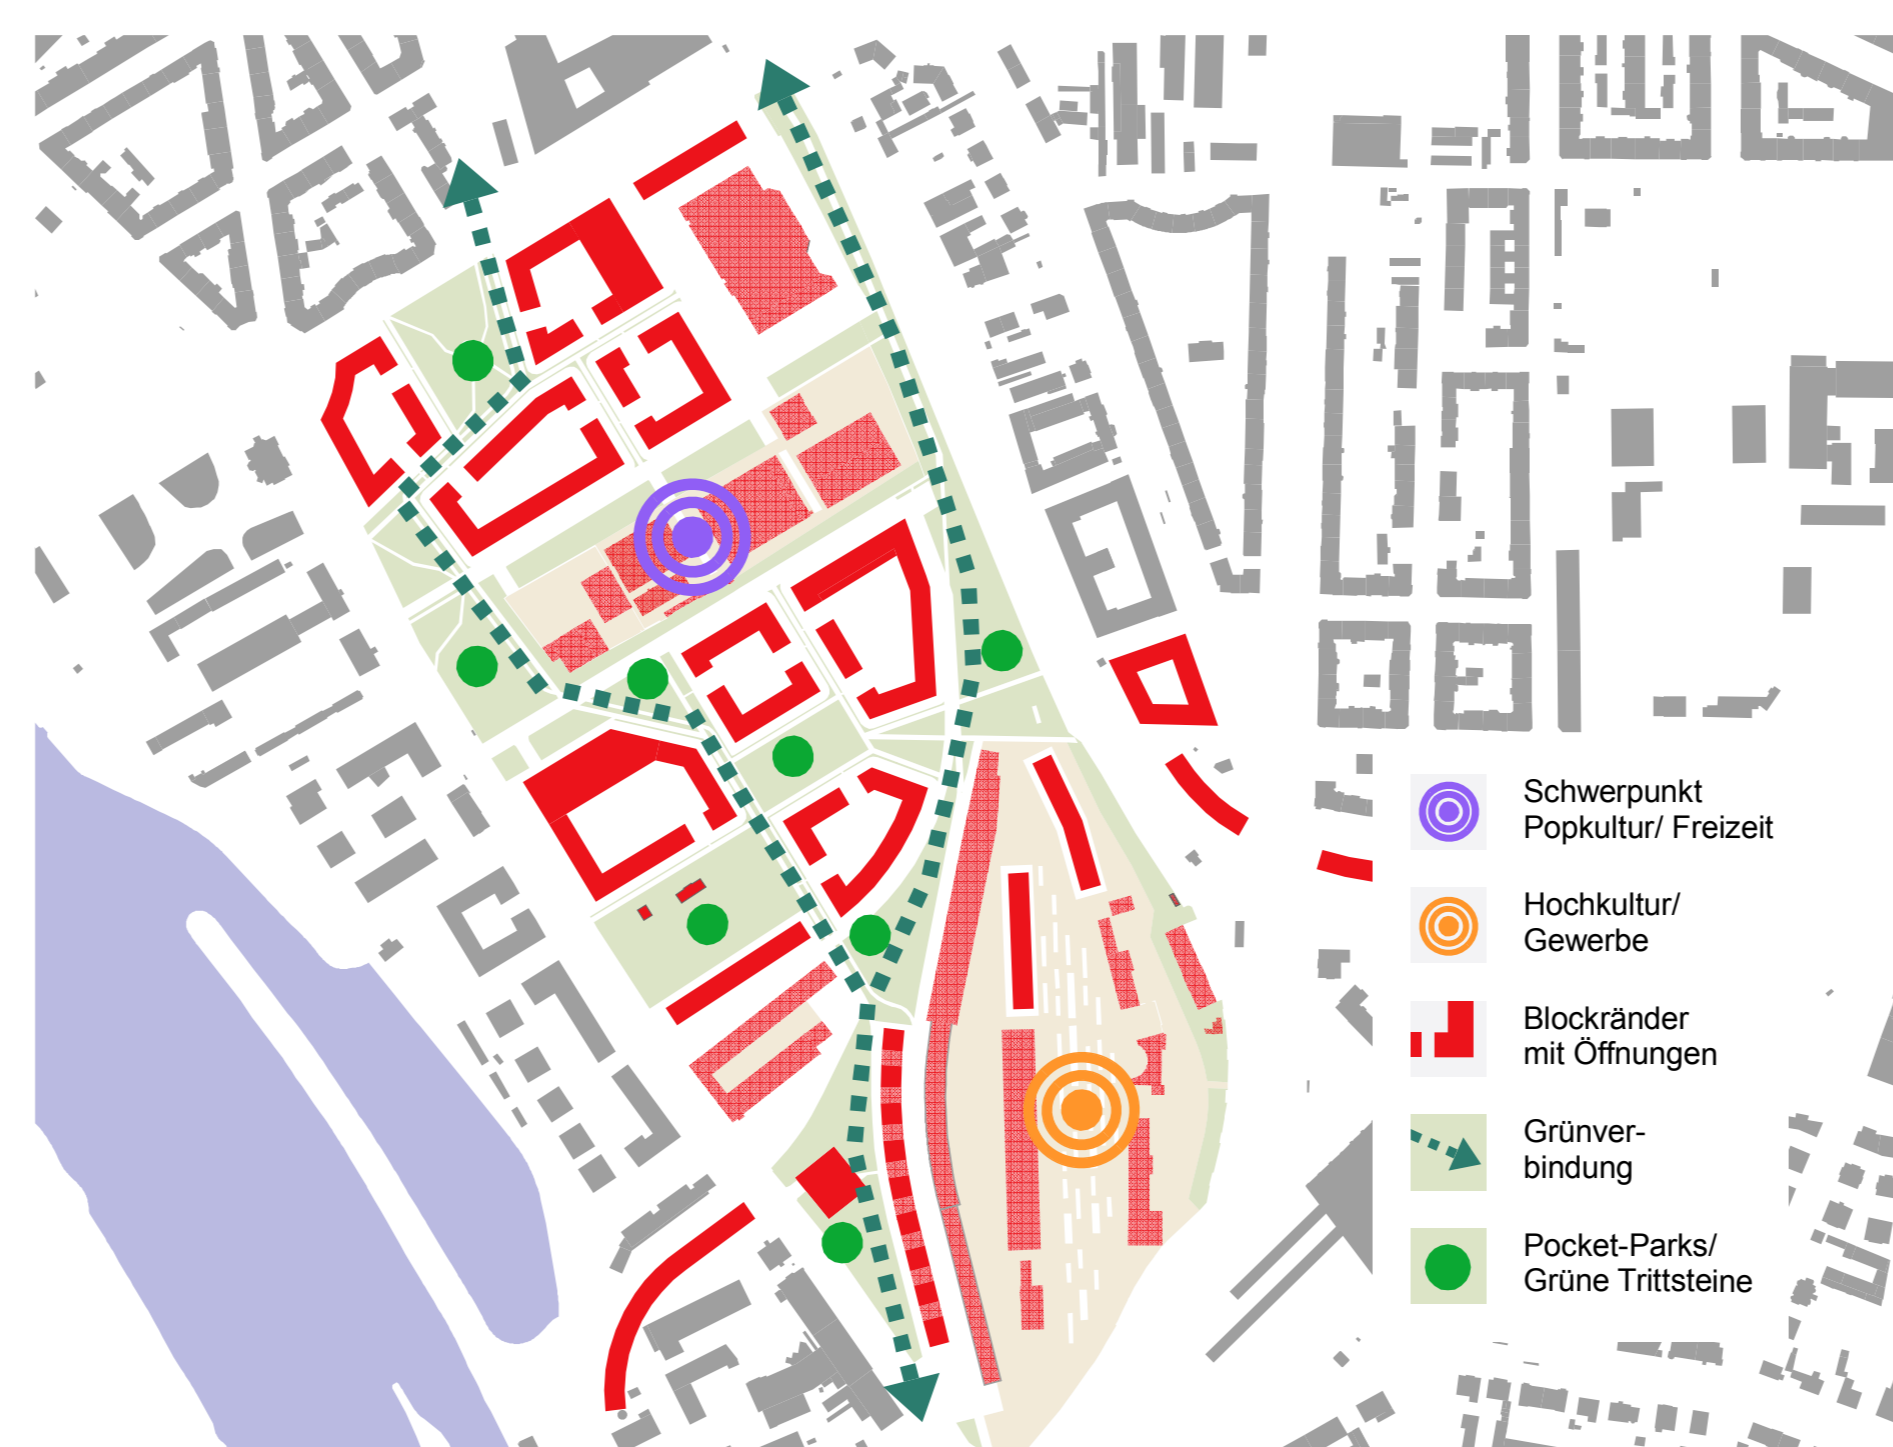 Schwerpunkt
Popkultur/ Freizeit
Hochkultur/
Gewerbe
Blockränder
mit Öffnungen
Grünver-
bindung
Pocket-Parks/
Grüne Trittsteine